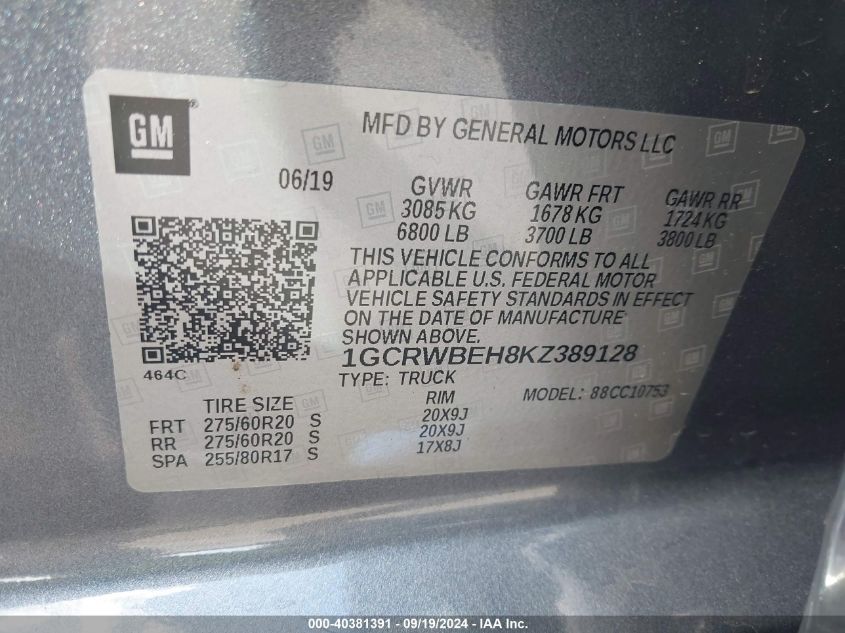 GM
®
MFD BY GENERAL MOTORS LLC
06/19
GVWR GAWR FRT GAWR RR
3085 KG 1678 KG 1724 KG
6800 LB 3700 LB 3800 LB
THIS VEHICLE CONFORMS TO ALL
APPLICABLE U.S. FEDERAL MOTOR
VEHICLE SAFETY STANDARDS IN EFFECT
ON THE DATE OF MANUFACTURE
SHOWN ABOVE.
1GCRWBEH8KZ389128
464C
TYPE: TRUCK MODEL: 88CC10753
TIRE SIZE RIM
FRT 275/60R20 S 20X9J
RR 275/60R20 S 20X9J
SPA 255/80R17 S 17X8J
000-40381391 - 09/19/2024 - IAA Inc.